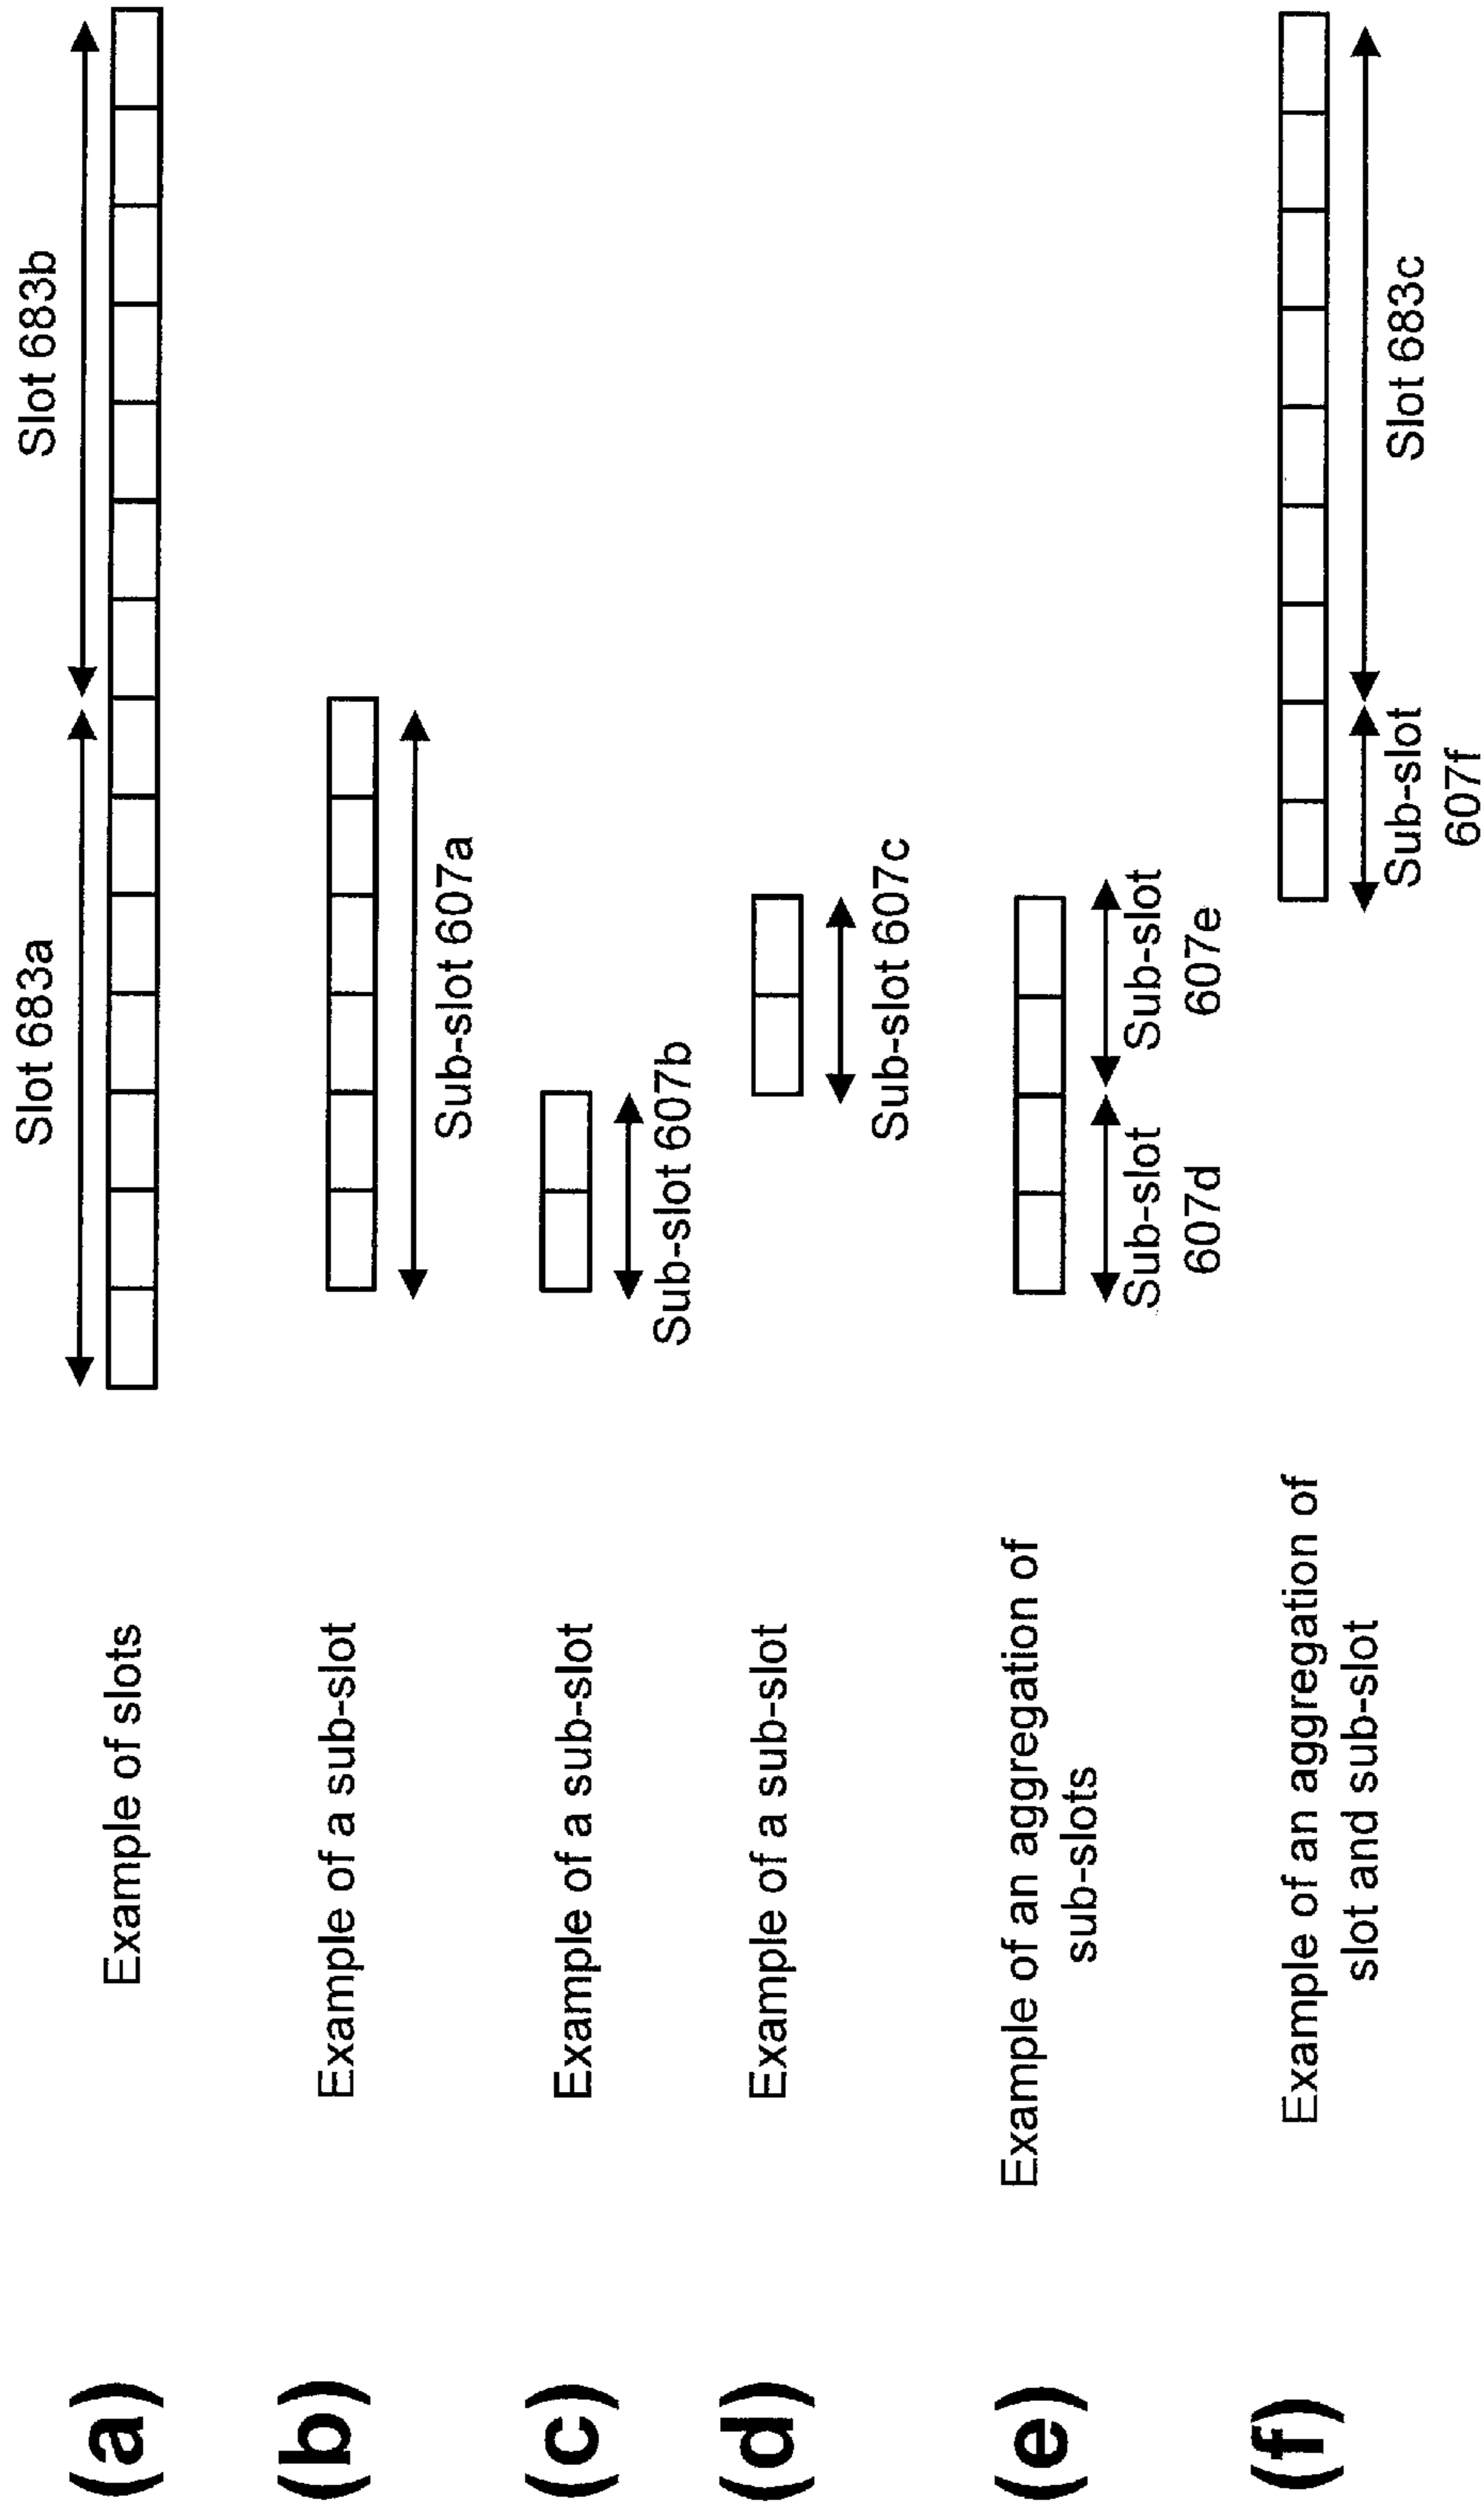 (a)
Example of slots
Slot 683a
Slot 683b
(b)
Example of a sub-slot
Sub-slot 607a
(c)
Example of a sub-slot
Sub-slot 607b
(d)
Example of a sub-slot
Sub-slot 607c
(e)
Example of an aggregation of
sub-slots
Sub-slot
607d
Sub-slot
607e
(f)
Example of an aggregation of
slot and sub-slot
Sub-slot
607f
Slot 683c